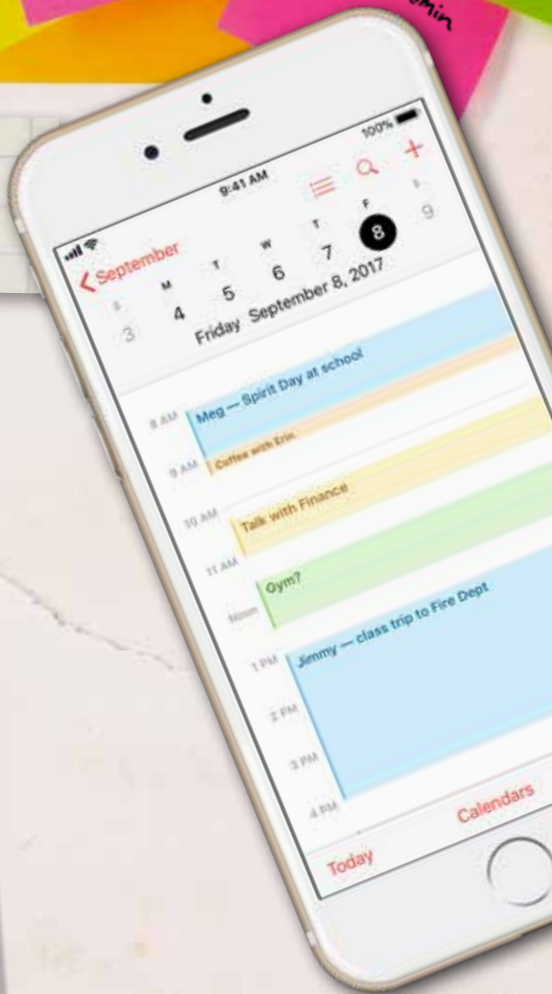 min
9:41 AM
100%
September
S M T W T F S
3 4 5 6 7 8 9
Friday September 8, 2017
8 AM
Meg — Spirit Day at school
9 AM
Coffee with Erin
10 AM
Talk with Finance
11 AM
Gym?
Noon
1 PM
Jimmy — class trip to Fire Dept
2 PM
3 PM
4 PM
Today
Calendars